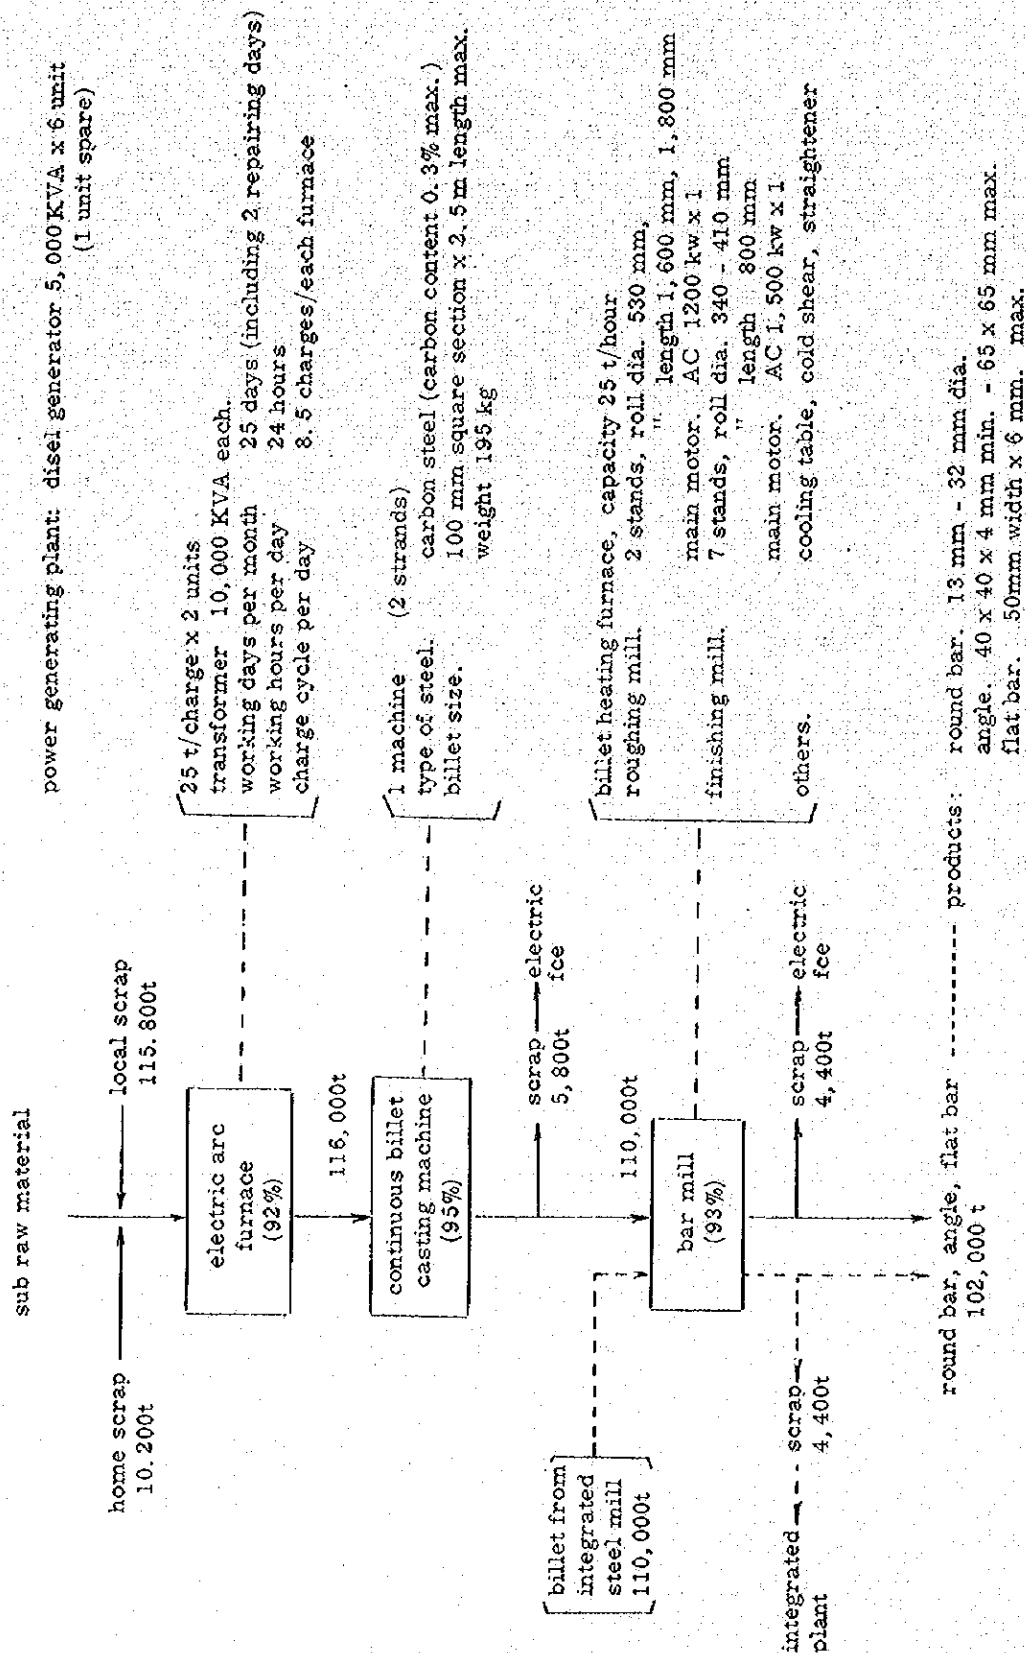 sub raw material
power generating plant: disel generator 5,000 KVA x 6 unit
(1 unit spare)
home scrap
10.200t
local scrap
115.800t
electric arc
furnace
(92%)
25 t/charge x 2 units
transformer 10,000 KVA each.
working days per month 25 days (including 2 repairing days)
working hours per day 24 hours
charge cycle per day 8.5 charges/each furnace
116,000t
continuous billet
casting machine
(95%)
1 machine (2 strands)
type of steel. carbon steel (carbon content 0.3% max.)
billet size. 100 mm square section x 2.5 m length max.
weight 195 kg
scrap electric
5,800t fce
110,000t
billet from
integrated
steel mill
110,000t
bar mill
(93%)
billet heating furnace, capacity 25 t/hour
roughing mill. 2 stands, roll dia. 530 mm,
" length 1,600 mm, 1,800 mm
main motor. AC 1200 kw x 1
finishing mill. 7 stands, roll dia. 340 - 410 mm
" length 800 mm
main motor. AC 1,500 kw x 1
others. cooling table, cold shear, straightener
integrated scrap
plant 4,400t
scrap electric
4,400t fce
round bar, angle, flat bar products: round bar. 13 mm - 32 mm dia.
102,000 t angle. 40 x 40 x 4 mm min. - 65 x 65 mm max.
flat bar. 50mm width x 6 mm. max.